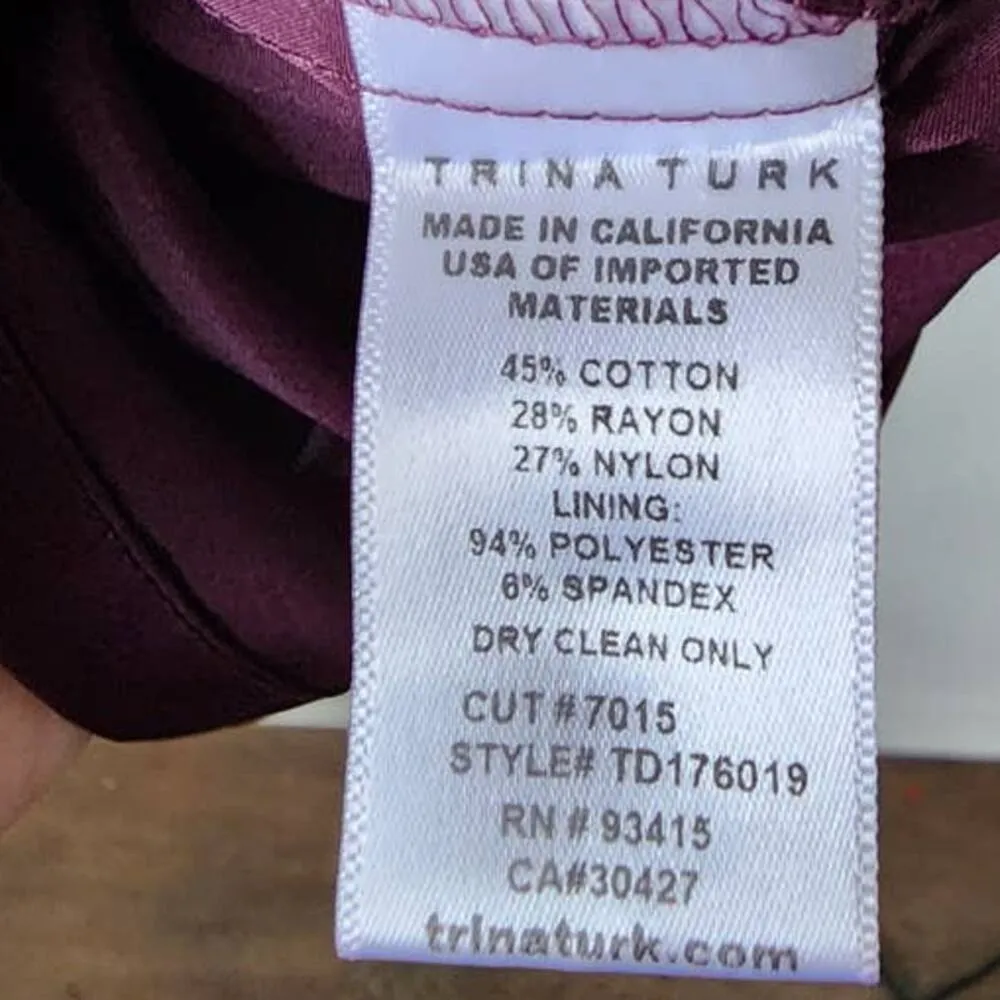 TRINA TURK
MADE IN CALIFORNIA
USA OF IMPORTED
MATERIALS
45% COTTON
28% RAYON
27% NYLON
LINING:
94% POLYESTER
6% SPANDEX
DRY CLEAN ONLY
CUT #7015
STYLE# TD176019
RN # 93415
CA#30427
trinaturk.com